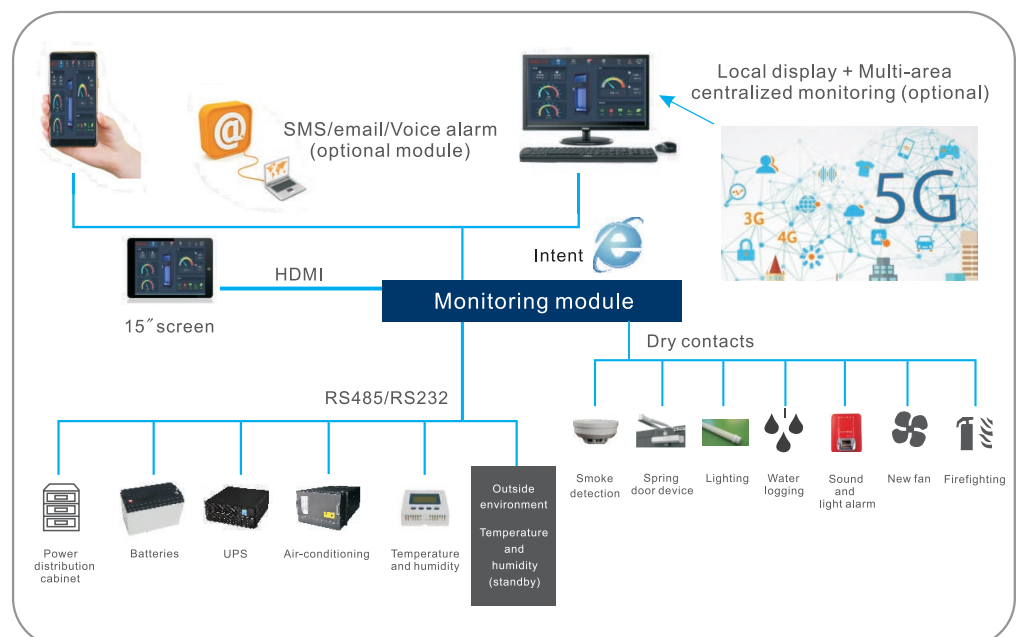 Local display + Multi-area
centralized monitoring (optional)
SMS/email/Voice alarm
(optional module)
5G
3G
4G
Intent
HDMI
Monitoring module
15″screen
Dry contacts
RS485/RS232
Smoke
detection
Spring
door device
Lighting
Water
logging
Sound
and
light alarm
New fan
Firefighting
Power
distribution
cabinet
Batteries
UPS
Air-conditioning
Temperature
and humidity
Outside
environment
Temperature
and
humidity
(standby)